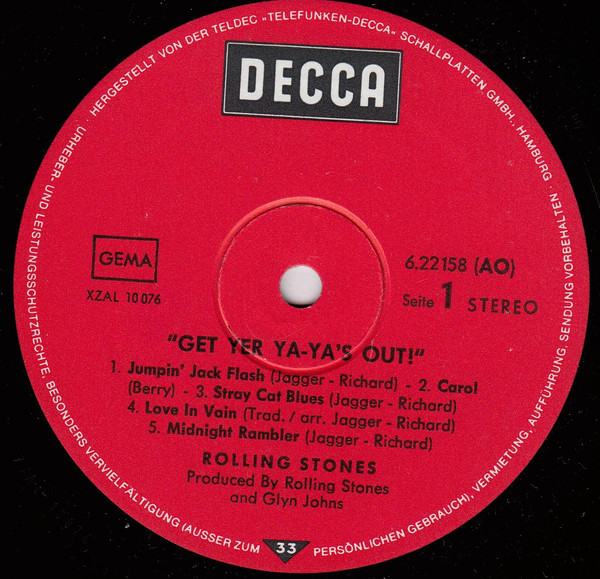 HERGESTELLT VON DER TELDEC „TELEFUNKEN-DECCA“ SCHALLPLATTEN GMBH., HAMBURG · URHEBER- UND LEISTUNGSSCHUTZRECHTE. BESONDERS VERVIELFÄLTIGUNG (AUSSER ZUM PERSÖNLICHEN GEBRAUCH), VERMIETUNG, AUFFÜHRUNG, SENDUNG VORBEHALTEN ·
DECCA
GEMA
XZAL 10 076
6.22158 (AO)
Seite 1 STEREO
"GET YER YA-YA'S OUT!"
1. Jumpin' Jack Flash (Jagger - Richard) - 2. Carol
(Berry) - 3. Stray Cat Blues (Jagger - Richard)
4. Love In Vain (Trad. / arr. Jagger - Richard)
5. Midnight Rambler (Jagger - Richard)
ROLLING STONES
Produced By Rolling Stones
and Glyn Johns
33